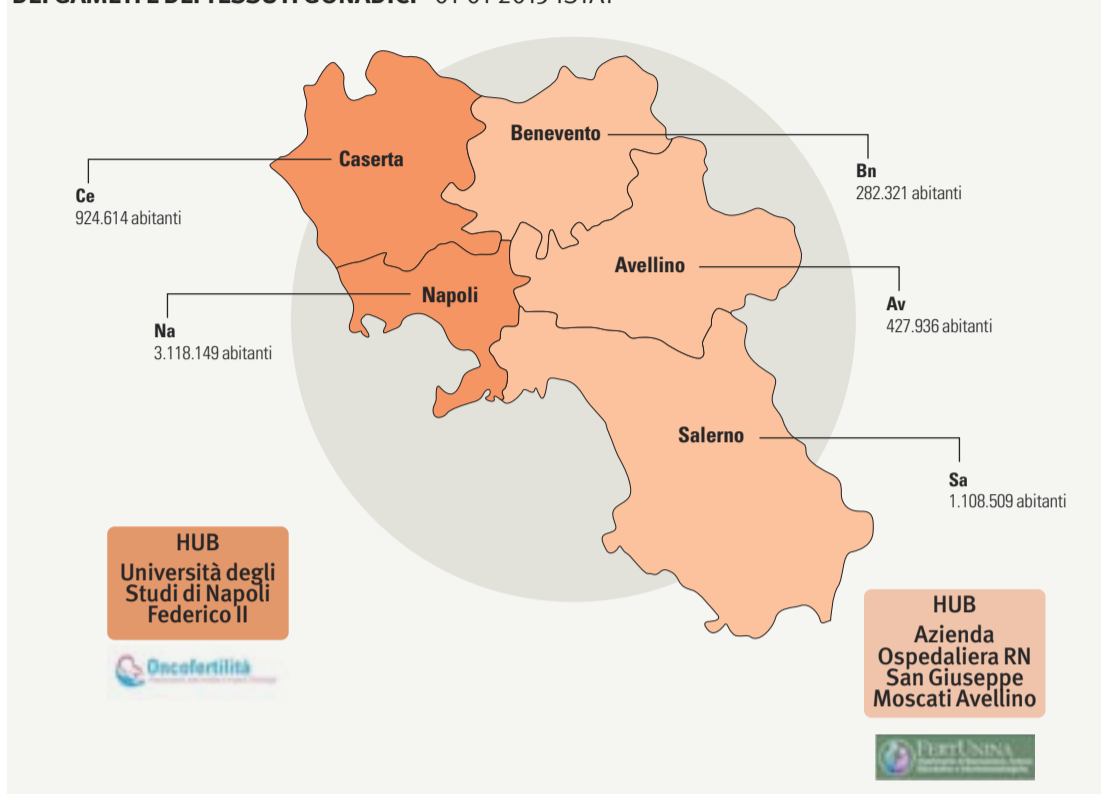 Benevento
Caserta
Bn
282.321 abitanti
Ce
924.614 abitanti
Avellino
Napoli
Av
427.936 abitanti
Na
3.118.149 abitanti
Salerno
Sa
1.108.509 abitanti
HUB
Università degli
Studi di Napoli
Federico II
Oncofertilità
HUB
Azienda
Ospedaliera RN
San Giuseppe
Moscati Avellino
FERTUNINA